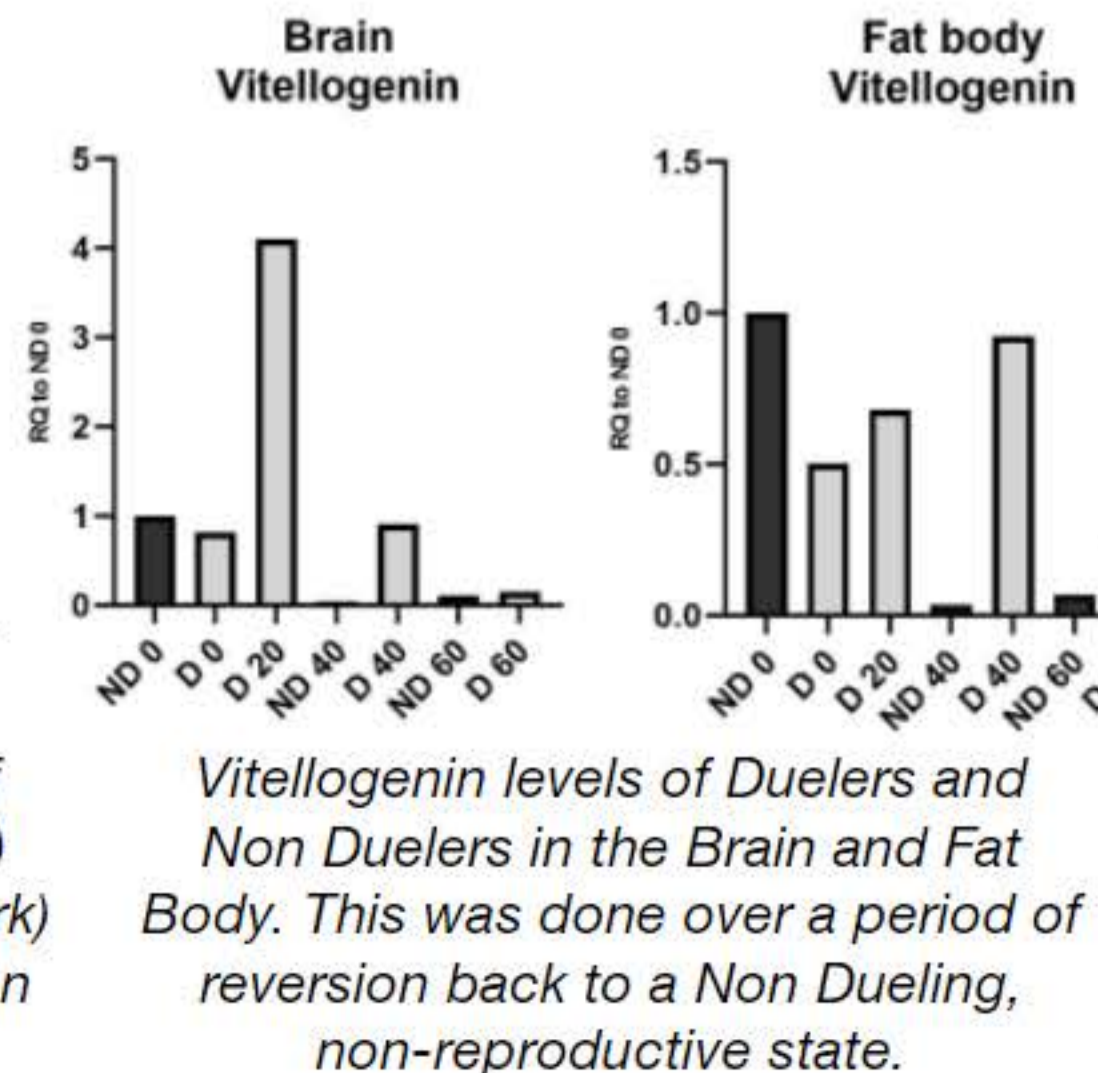 Brain
Vitellogenin
5
4
3
2
1
0
RQ to ND 0
ND 0
D 0
D 20
ND 40
D 40
ND 60
D 60
Fat body
Vitellogenin
1.5
1.0
0.5
0.0
RQ to ND 0
ND 0
D 0
D 20
ND 40
D 40
ND 60
Vitellogenin levels of Duelers and
Non Duelers in the Brain and Fat
Body. This was done over a period of
reversion back to a Non Dueling,
non-reproductive state.